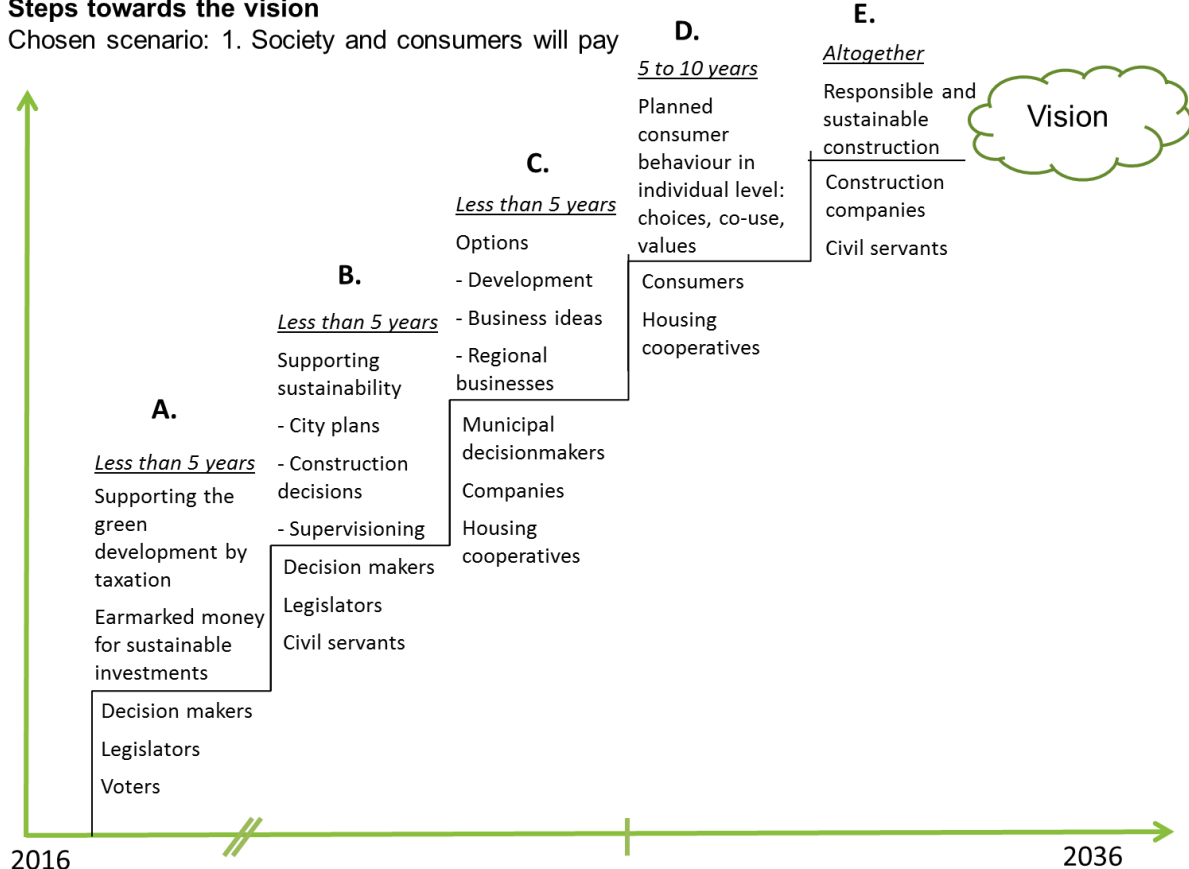 Steps towards the vision
Chosen scenario: 1. Society and consumers will pay
A.
Less than 5 years
Supporting the
green
development by
taxation
Earmarked money
for sustainable
investments
Decision makers
Legislators
Voters
B.
Less than 5 years
Supporting
sustainability
- City plans
- Construction
decisions
- Supervisioning
Decision makers
Legislators
Civil servants
C.
Less than 5 years
Options
- Development
- Business ideas
- Regional
businesses
Municipal
decisionmakers
Companies
Housing
cooperatives
D.
5 to 10 years
Planned
consumer
behaviour in
individual level:
choices, co-use,
values
Consumers
Housing
cooperatives
E.
Altogether
Responsible and
sustainable
construction
Construction
companies
Civil servants
Vision
2016
2036